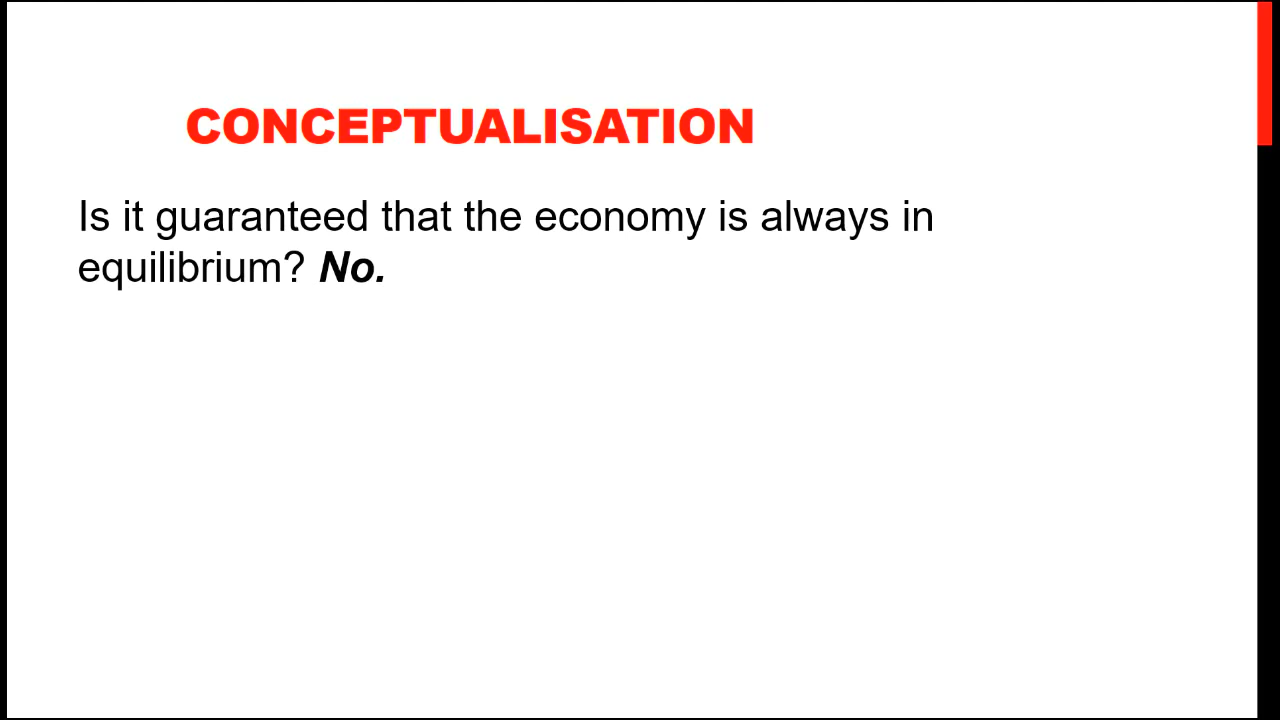 CONCEPTUALISATION
Is it guaranteed that the economy is always in
equilibrium? No.